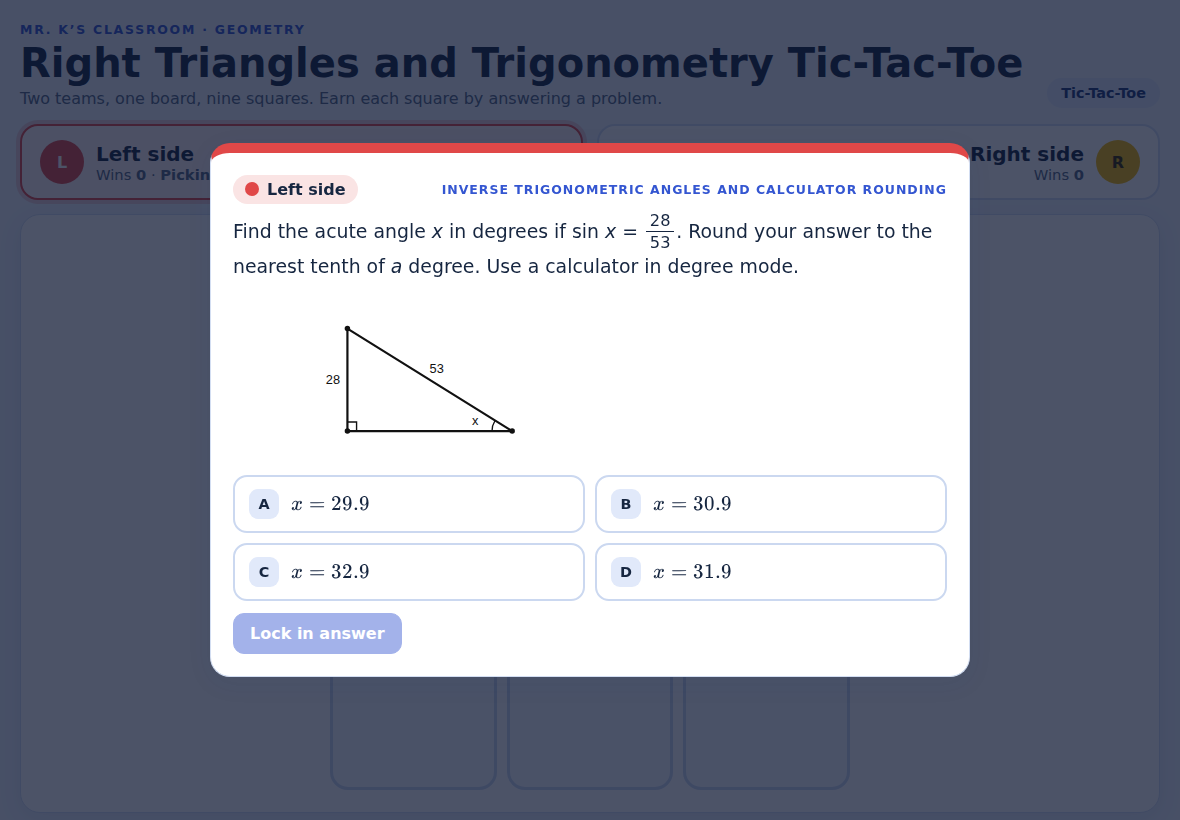 MR. K’S CLASSROOM · GEOMETRY
Right Triangles and Trigonometry Tic-Tac-Toe
Two teams, one board, nine squares. Earn each square by answering a problem.
Tic-Tac-Toe
L
Left side
Wins 0 · Pickin
Right side
Wins 0
R
Left side
INVERSE TRIGONOMETRIC ANGLES AND CALCULATOR ROUNDING
Find the acute angle x in degrees if sin x = 28/53. Round your answer to the
nearest tenth of a degree. Use a calculator in degree mode.
28
53
x
A x = 29.9
B x = 30.9
C x = 32.9
D x = 31.9
Lock in answer